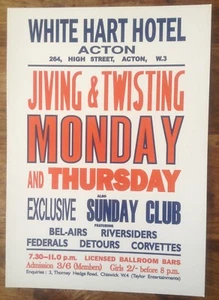 WHITE HART HOTEL
ACTON
264, HIGH STREET, ACTON, W.3
JIVING & TWISTING
MONDAY
AND THURSDAY
ALSO
EXCLUSIVE SUNDAY CLUB
FEATURING
BEL-AIRS RIVERSIDERS
FEDERALS DETOURS CORVETTES
7.30-11.0 p.m. LICENSED BALLROOM BARS
Admission 3/6 (Members) Girls 2/- before 8 p.m.
Enquiries: 3, Thorney Hedge Road, Chiswick W.4 (Taylor Entertainments)